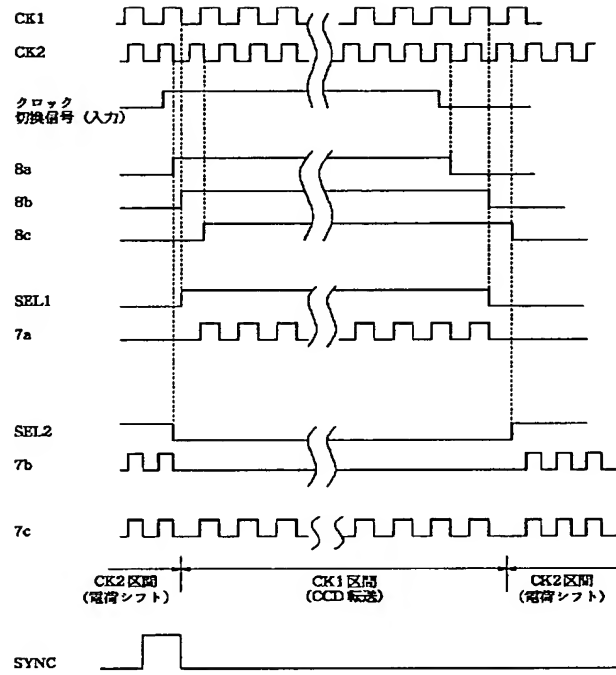 CK1
CK2
クロック
切換信号 (入力)
8a
8b
8c
SEL1
7a
SEL2
7b
7c
CK2区間
(電荷シフト)
CK1区間
(CCD転送)
CK2区間
(電荷シフト)
SYNC